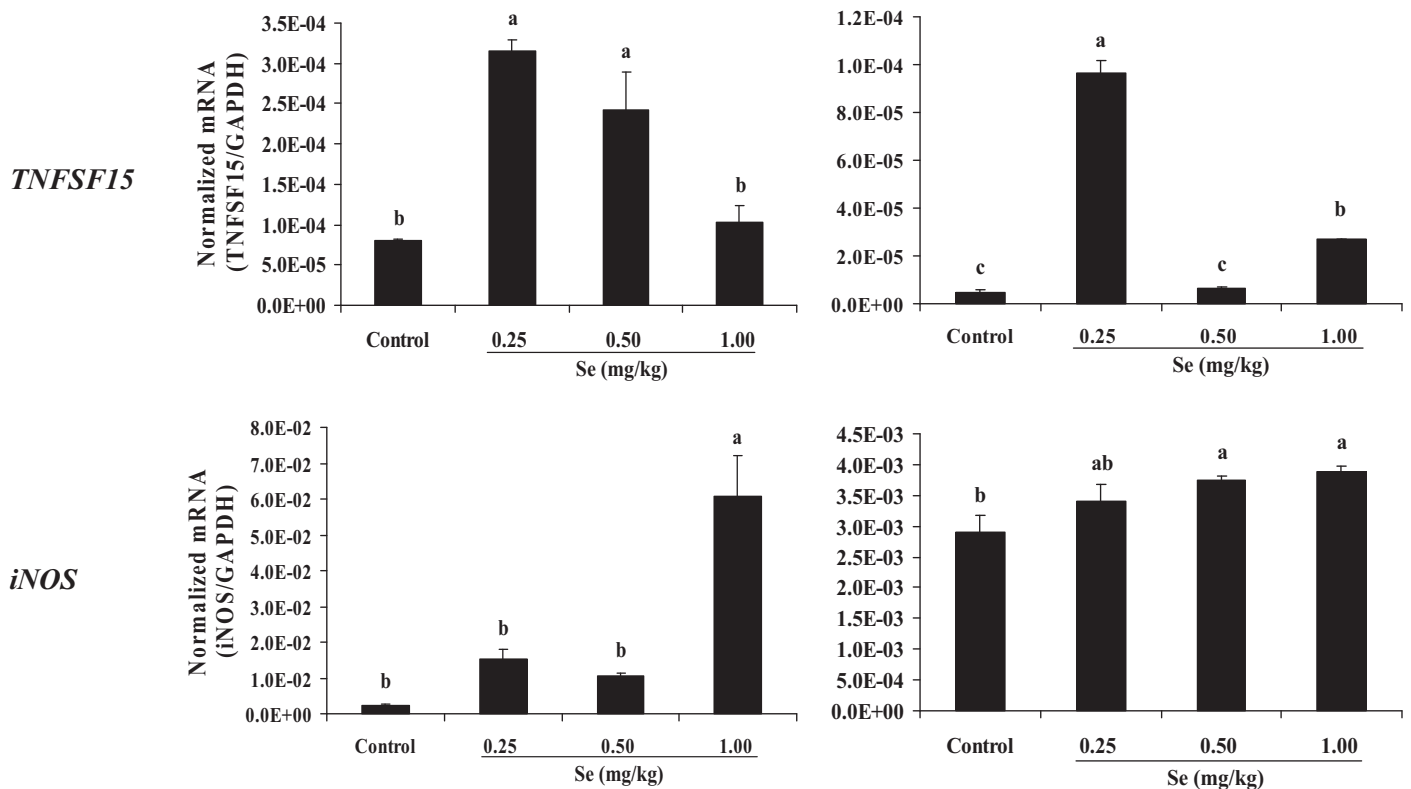 TNFSF15
Normalized mRNA
(TNFSF15/GAPDH)
3.5E-04
3.0E-04
2.5E-04
2.0E-04
1.5E-04
1.0E-04
5.0E-05
0.0E+00
b
a
a
b
Control
0.25
0.50
1.00
Se (mg/kg)
1.2E-04
1.0E-04
8.0E-05
6.0E-05
4.0E-05
2.0E-05
0.0E+00
c
a
c
b
Control
0.25
0.50
1.00
Se (mg/kg)
iNOS
Normalized mRNA
(iNOS/GAPDH)
8.0E-02
7.0E-02
6.0E-02
5.0E-02
4.0E-02
3.0E-02
2.0E-02
1.0E-02
0.0E+00
b
b
b
a
Control
0.25
0.50
1.00
Se (mg/kg)
4.5E-03
4.0E-03
3.5E-03
3.0E-03
2.5E-03
2.0E-03
1.5E-03
1.0E-03
5.0E-04
0.0E+00
b
ab
a
a
Control
0.25
0.50
1.00
Se (mg/kg)